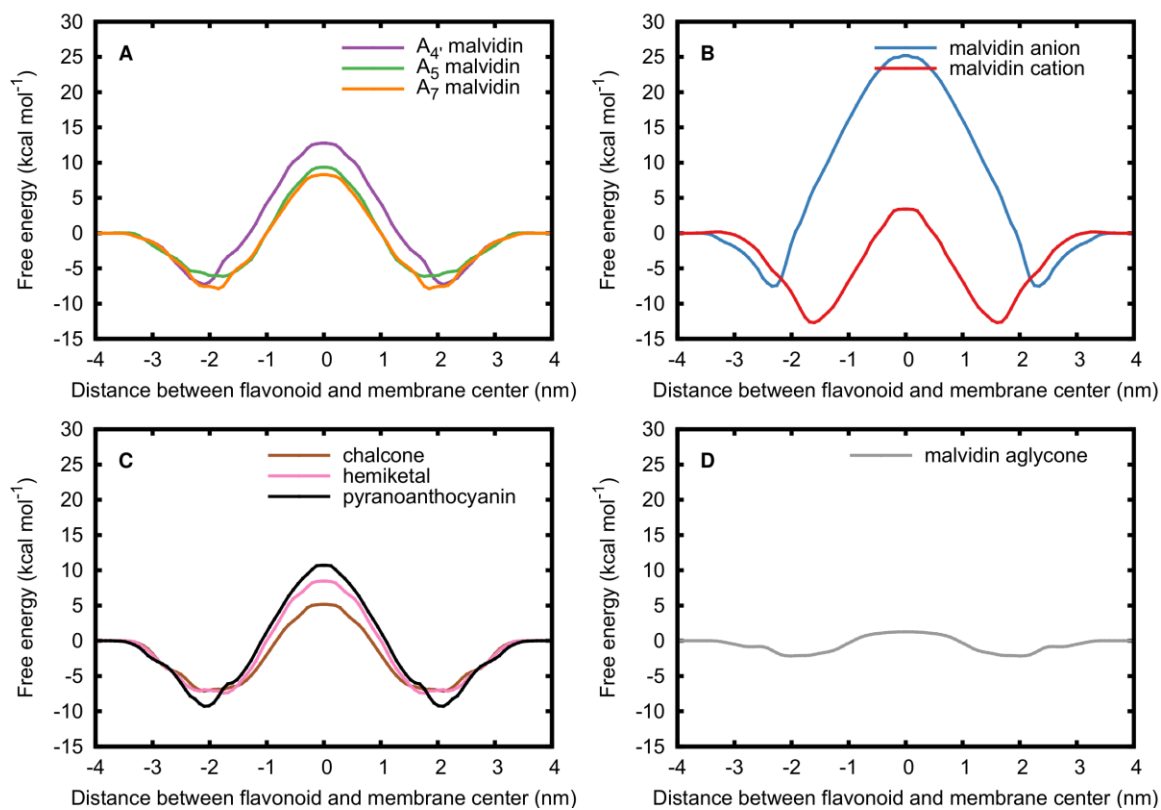 A
A4' malvidin
A5 malvidin
A7 malvidin
30
25
20
15
10
5
0
-5
-10
-15
Free energy (kcal mol-1)
-4 -3 -2 -1 0 1 2 3 4
Distance between flavonoid and membrane center (nm)
B
malvidin anion
malvidin cation
30
25
20
15
10
5
0
-5
-10
-15
Free energy (kcal mol-1)
-4 -3 -2 -1 0 1 2 3 4
Distance between flavonoid and membrane center (nm)
C
chalcone
hemiketal
pyranoanthocyanin
30
25
20
15
10
5
0
-5
-10
-15
Free energy (kcal mol-1)
-4 -3 -2 -1 0 1 2 3 4
Distance between flavonoid and membrane center (nm)
D
malvidin aglycone
30
25
20
15
10
5
0
-5
-10
-15
Free energy (kcal mol-1)
-4 -3 -2 -1 0 1 2 3 4
Distance between flavonoid and membrane center (nm)